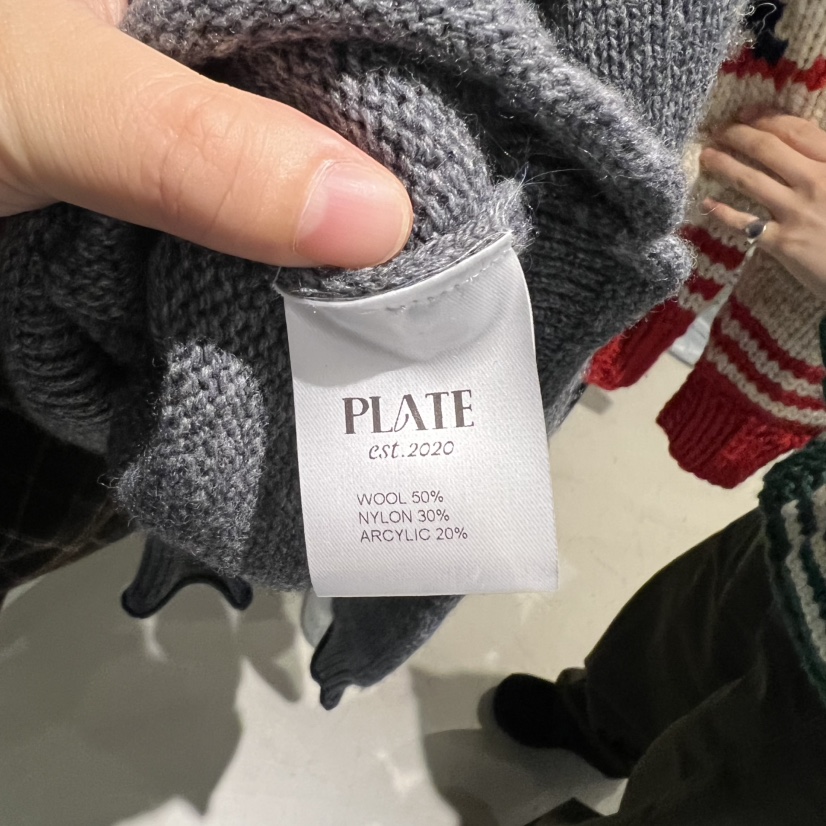 PLATE
est.2020
WOOL 50%
NYLON 30%
ARCYLIC 20%